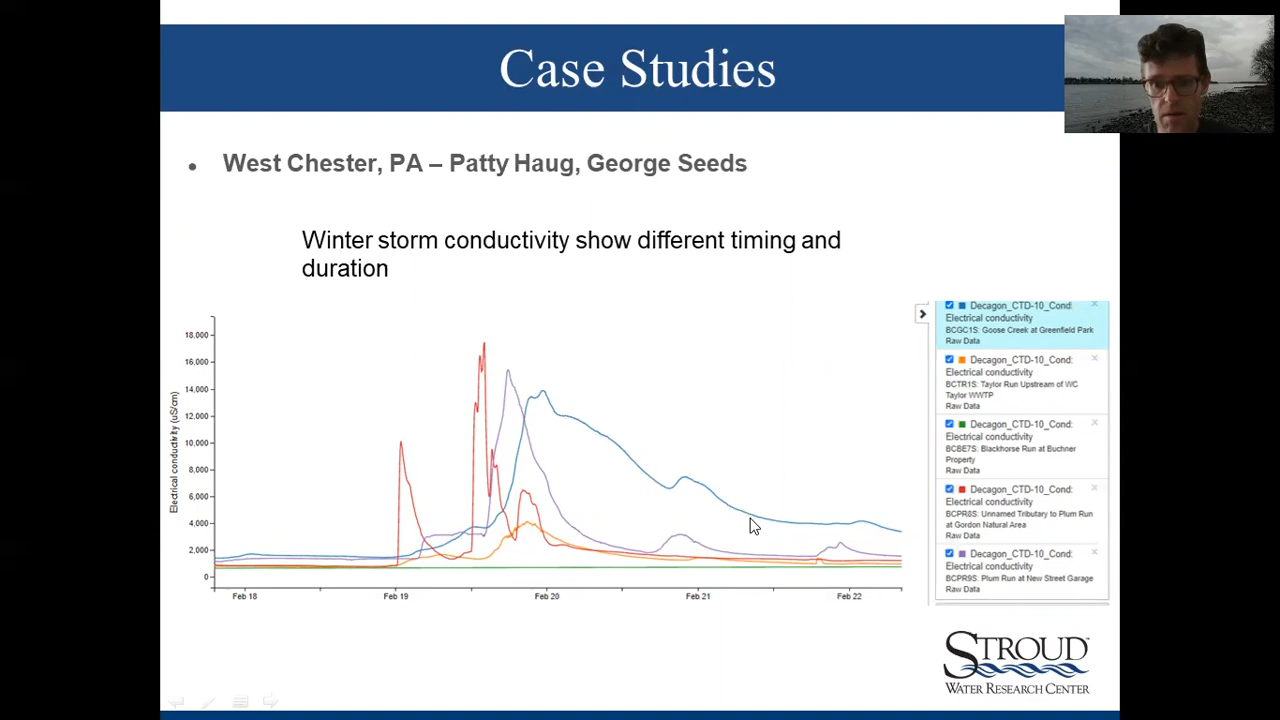 Case Studies
• West Chester, PA – Patty Haug, George Seeds
Winter storm conductivity show different timing and
duration
Electrical conductivity (uS/cm)
18,000
16,000
14,000
12,000
10,000
8,000
6,000
4,000
2,000
0
Feb 18
Feb 19
Feb 20
Feb 21
Feb 22
Decagon_CTD-10_Cond:
Electrical conductivity
BCGC1S: Goose Creek at Greenfield Park
Raw Data
Decagon_CTD-10_Cond:
Electrical conductivity
BCTR1S: Taylor Run Upstream of WC
Taylor WWTP
Raw Data
Decagon_CTD-10_Cond:
Electrical conductivity
BCBE7S: Blackhorse Run at Buchner
Property
Raw Data
Decagon_CTD-10_Cond:
Electrical conductivity
BCPR8S: Unnamed Tributary to Plum Run
at Gordon Natural Area
Raw Data
Decagon_CTD-10_Cond:
Electrical conductivity
BCPR9S: Plum Run at New Street Garage
Raw Data
STROUD
WATER RESEARCH CENTER